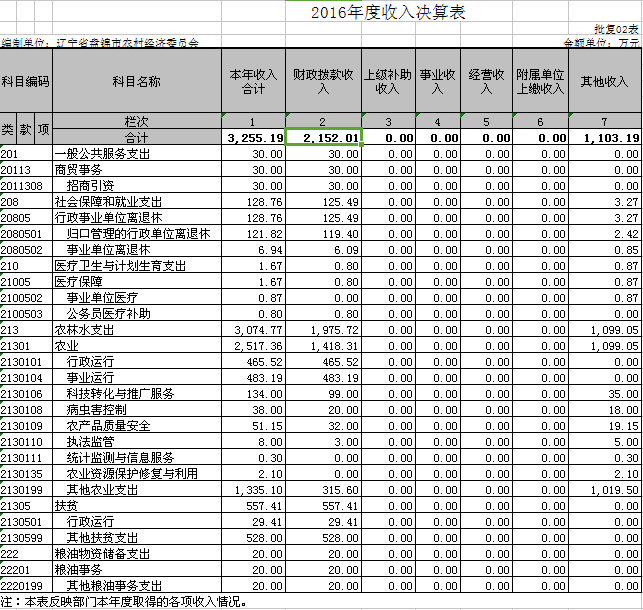 2016年度收入决算表
批复02表
编制单位：辽宁省盘锦市农村经济委员会 金额单位：万元
科目编码 科目名称 本年收入合计 财政拨款收入 上级补助收入 事业收入 经营收入 附属单位上缴收入 其他收入
类 款 项 栏次 1 2 3 4 5 6 7
合计 3,255.19 2,152.01 0.00 0.00 0.00 0.00 1,103.19
201 一般公共服务支出 30.00 30.00 0.00 0.00 0.00 0.00 0.00
20113 商贸事务 30.00 30.00 0.00 0.00 0.00 0.00 0.00
2011308 招商引资 30.00 30.00 0.00 0.00 0.00 0.00 0.00
208 社会保障和就业支出 128.76 125.49 0.00 0.00 0.00 0.00 3.27
20805 行政事业单位离退休 128.76 125.49 0.00 0.00 0.00 0.00 3.27
2080501 归口管理的行政单位离退休 121.82 119.40 0.00 0.00 0.00 0.00 2.42
2080502 事业单位离退休 6.94 6.09 0.00 0.00 0.00 0.00 0.85
210 医疗卫生与计划生育支出 1.67 0.80 0.00 0.00 0.00 0.00 0.87
21005 医疗保障 1.67 0.80 0.00 0.00 0.00 0.00 0.87
2100502 事业单位医疗 0.87 0.00 0.00 0.00 0.00 0.00 0.87
2100503 公务员医疗补助 0.80 0.80 0.00 0.00 0.00 0.00 0.00
213 农林水支出 3,074.77 1,975.72 0.00 0.00 0.00 0.00 1,099.05
21301 农业 2,517.36 1,418.31 0.00 0.00 0.00 0.00 1,099.05
2130101 行政运行 465.52 465.52 0.00 0.00 0.00 0.00 0.00
2130104 事业运行 483.19 483.19 0.00 0.00 0.00 0.00 0.00
2130106 科技转化与推广服务 134.00 99.00 0.00 0.00 0.00 0.00 35.00
2130108 病虫害控制 38.00 20.00 0.00 0.00 0.00 0.00 18.00
2130109 农产品质量安全 51.15 32.00 0.00 0.00 0.00 0.00 19.15
2130110 执法监管 8.00 3.00 0.00 0.00 0.00 0.00 5.00
2130111 统计监测与信息服务 0.30 0.00 0.00 0.00 0.00 0.00 0.30
2130135 农业资源保护修复与利用 2.10 0.00 0.00 0.00 0.00 0.00 2.10
2130199 其他农业支出 1,335.10 315.60 0.00 0.00 0.00 0.00 1,019.50
21305 扶贫 557.41 557.41 0.00 0.00 0.00 0.00 0.00
2130501 行政运行 29.41 29.41 0.00 0.00 0.00 0.00 0.00
2130599 其他扶贫支出 528.00 528.00 0.00 0.00 0.00 0.00 0.00
222 粮油物资储备支出 20.00 20.00 0.00 0.00 0.00 0.00 0.00
22201 粮油事务 20.00 20.00 0.00 0.00 0.00 0.00 0.00
2220199 其他粮油事务支出 20.00 20.00 0.00 0.00 0.00 0.00 0.00
注：本表反映部门本年度取得的各项收入情况。